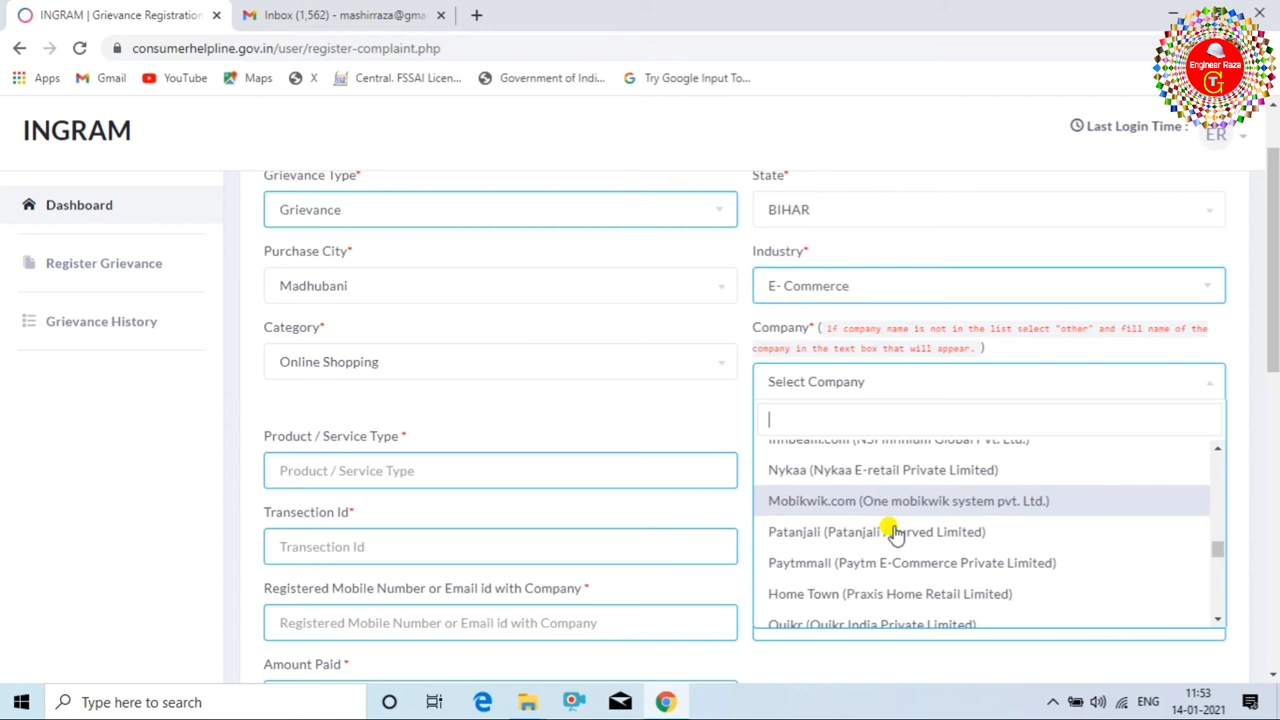 INGRAM | Grievance Registration
Inbox (1,562) - mashirraza@gma
consumerhelpline.gov.in/user/register-complaint.php
Engineer Raza
G
T
Apps
Gmail
YouTube
Maps
X
Central. FSSAI Licen...
Government of Indi...
Try Google Input To...
INGRAM
Last Login Time :
ER
Dashboard
Register Grievance
Grievance History
Grievance Type*
State*
Grievance
BIHAR
Purchase City*
Industry*
Madhubani
E- Commerce
Category*
Company* ( If company name is not in the list select "other" and fill name of the
company in the text box that will appear. )
Online Shopping
Select Company
Product / Service Type *
Product / Service Type
Nykaa (Nykaa E-retail Private Limited)
Mobikwik.com (One mobikwik system pvt. Ltd.)
Transection Id*
Patanjali (Patanjali Limited)
Transection Id
Paytmmall (Paytm E-Commerce Private Limited)
Registered Mobile Number or Email id with Company *
Home Town (Praxis Home Retail Limited)
Registered Mobile Number or Email id with Company
Quikr (Quikr India Private Limited)
Amount Paid *
Type here to search
ENG
11:53
14-01-2021